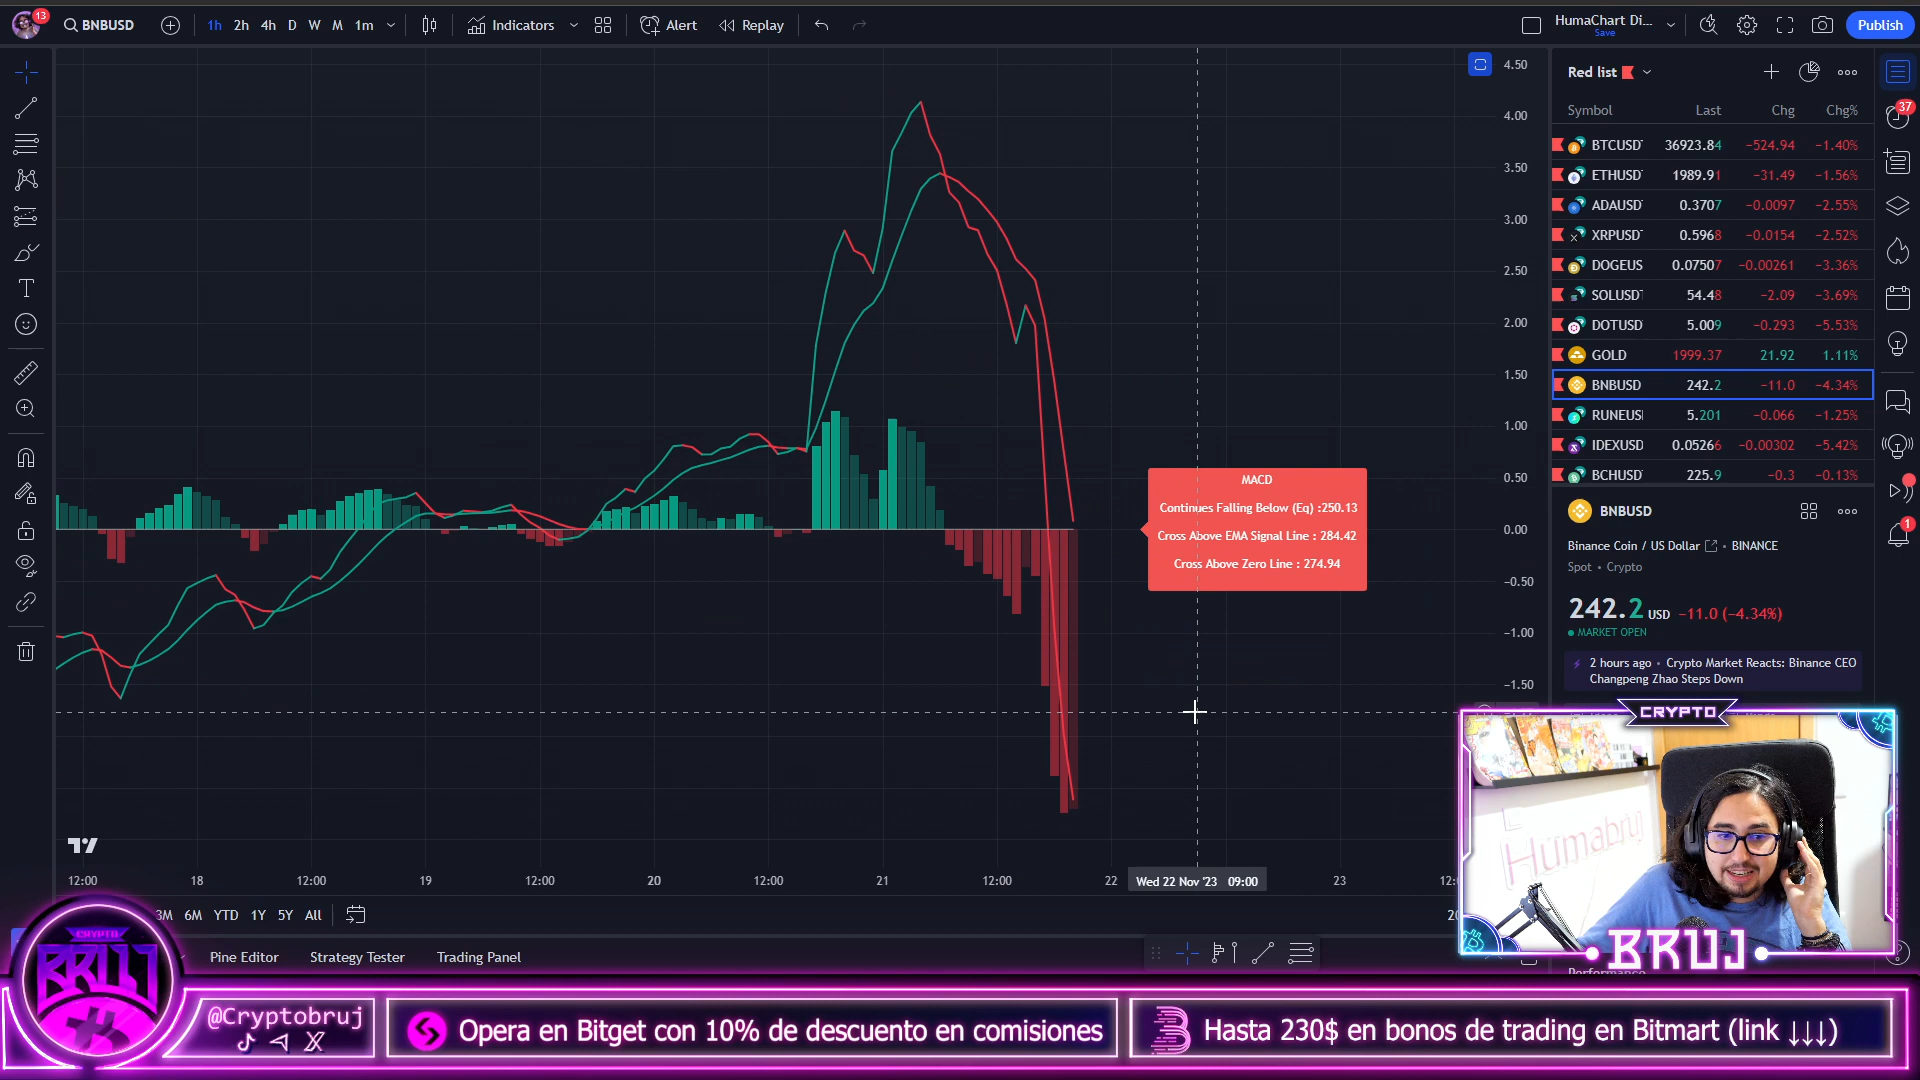 13
BNBUSD
1h 2h 4h D W M 1m
Indicators
Alert
Replay
HumaChart Di...
Save
Publish
4.50
4.00
3.50
3.00
2.50
2.00
1.50
1.00
0.50
0.00
−0.50
−1.00
−1.50
MACD
Continues Falling Below (Eq) :250.13
Cross Above EMA Signal Line : 284.42
Cross Above Zero Line : 274.94
12:00 18 12:00 19 12:00 20 12:00 21 12:00 22 Wed 22 Nov '23 09:00 23
3M 6M YTD 1Y 5Y All
Pine Editor Strategy Tester Trading Panel
Red list
Symbol Last Chg Chg%
BTCUSD 36923.84 −524.94 −1.40%
ETHUSD 1989.91 −31.49 −1.56%
ADAUSD 0.3707 −0.0097 −2.55%
XRPUSD 0.5968 −0.0154 −2.52%
DOGEUS 0.07507 −0.00261 −3.36%
SOLUSD 54.48 −2.09 −3.69%
DOTUSD 5.009 −0.293 −5.53%
GOLD 1999.37 21.92 1.11%
BNBUSD 242.2 −11.0 −4.34%
RUNEUS 5.201 −0.066 −1.25%
IDEXUSD 0.05266 −0.00302 −5.42%
BCHUSD 225.9 −0.3 −0.13%
37
1
BNBUSD
Binance Coin / US Dollar • BINANCE
Spot • Crypto
242.2 USD −11.0 (−4.34%)
MARKET OPEN
2 hours ago • Crypto Market Reacts: Binance CEO
Changpeng Zhao Steps Down
CRYPTO
Humabruj
BRUJ
CRYPTO
BRUJ
@Cryptobruj
Opera en Bitget con 10% de descuento en comisiones
Hasta 230$ en bonos de trading en Bitmart (link ↓↓↓)